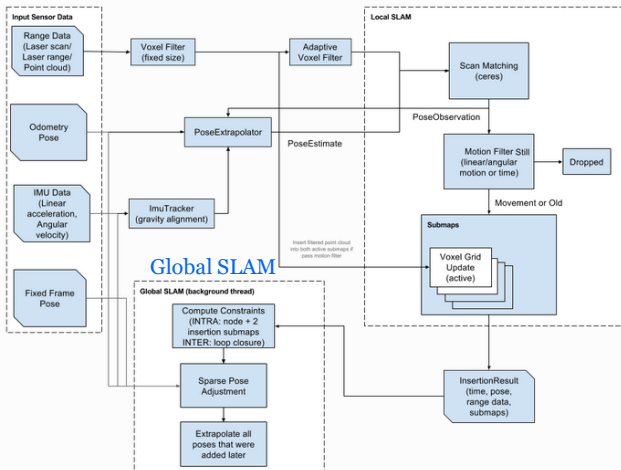 Input Sensor Data
Range Data
(Laser scan/
Laser range/
Point cloud)
Voxel Filter
(fixed size)
Adaptive
Voxel Filter
Local SLAM
Scan Matching
(ceres)
PoseObservation
Odometry
Pose
PoseExtrapolator
PoseEstimate
Motion Filter Still
(linear/angular
motion or time)
Dropped
IMU Data
(Linear
acceleration,
Angular
velocity)
ImuTracker
(gravity alignment)
Movement or Old
Submaps
Voxel Grid
Update
(active)
Insert filtered point cloud
into both active submaps if
pass motion filter
Fixed Frame
Pose
Global SLAM
Global SLAM (background thread)
Compute Constraints
(INTRA: node + 2
insertion submaps
INTER: loop closure)
Sparse Pose
Adjustment
Extrapolate all
poses that were
added later
InsertionResult
(time, pose,
range data,
submaps)